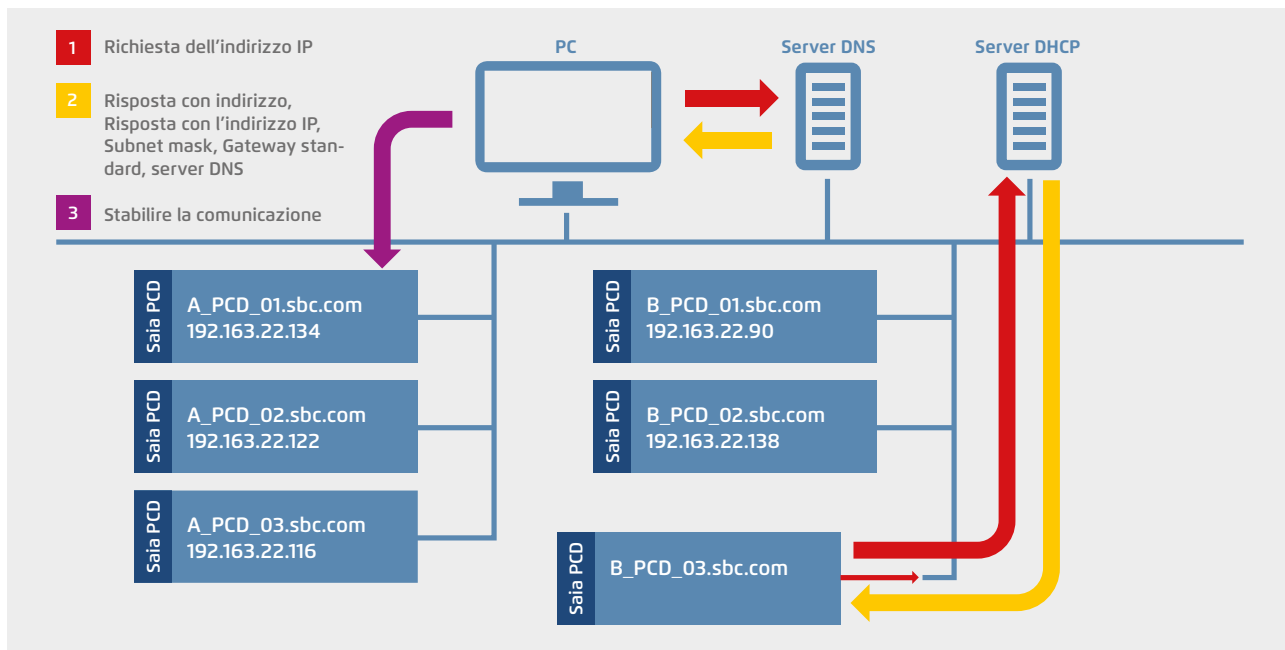 1 Richiesta dell'indirizzo IP
2 Risposta con indirizzo,
Risposta con l'indirizzo IP,
Subnet mask, Gateway stan-
dard, server DNS
3 Stabilire la comunicazione
PC
Server DNS
Server DHCP
Saia PCD
A_PCD_01.sbc.com
192.163.22.134
Saia PCD
B_PCD_01.sbc.com
192.163.22.90
Saia PCD
A_PCD_02.sbc.com
192.163.22.122
Saia PCD
B_PCD_02.sbc.com
192.163.22.138
Saia PCD
A_PCD_03.sbc.com
192.163.22.116
Saia PCD
B_PCD_03.sbc.com